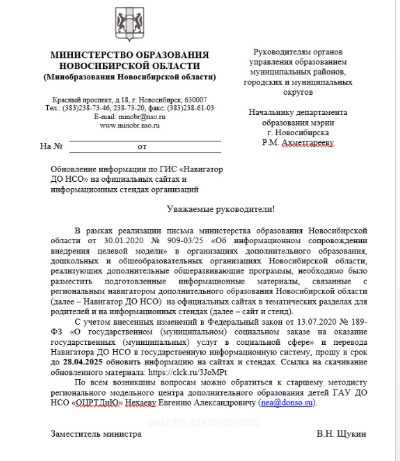 МИНИСТЕРСТВО ОБРАЗОВАНИЯ
НОВОСИБИРСКОЙ ОБЛАСТИ
(Минобразования Новосибирской области)
Красный проспект, д.18, г. Новосибирск, 630007
Тел.: (383)238-73-46, 238-73-20, факс: (383)238-61-03
E-mail: minobr@nso.ru
www.minobr.nso.ru
На № от
Руководителям органов
управления образованием
муниципальных районов,
городских и муниципальных
округов
Начальнику департамента
образования мэрии
г. Новосибирска
Р.М. Ахметгарееву
Обновление информации по ГИС «Навигатор
ДО НСО» на официальных сайтах и
информационных стендах организаций
Уважаемые руководители!
В рамках реализации письма министерства образования Новосибирской
области от 30.01.2020 № 909-03/25 «Об информационном сопровождении
внедрения целевой модели» в организациях дополнительного образования,
дошкольных и общеобразовательных организациях Новосибирской области,
реализующих дополнительные общеразвивающие программы, необходимо было
разместить подготовленные информационные материалы, связанные с
региональным навигатором дополнительного образования Новосибирской области
(далее – Навигатор ДО НСО) на официальных сайтах в тематических разделах для
родителей и на информационных стендах (далее – сайт и стенд).
С учетом внесенных изменений в Федеральный закон от 13.07.2020 № 189-
ФЗ «О государственном (муниципальном) социальном заказе на оказание
государственных (муниципальных) услуг в социальной сфере» и перевода
Навигатора ДО НСО в государственную информационную систему, прошу в срок
до 28.04.2025 обновить информацию на сайтах и стендах. Ссылка на скачивание
обновленного материала: https://clck.ru/3JoMPt
По всем возникшим вопросам можно обратиться к старшему методисту
регионального модельного центра дополнительного образования детей ГАУ ДО
НСО «ОЦРТДиЮ» Нехаеву Евгению Александровичу (nea@donso.su).
Заместитель министра В.Н. Щукин